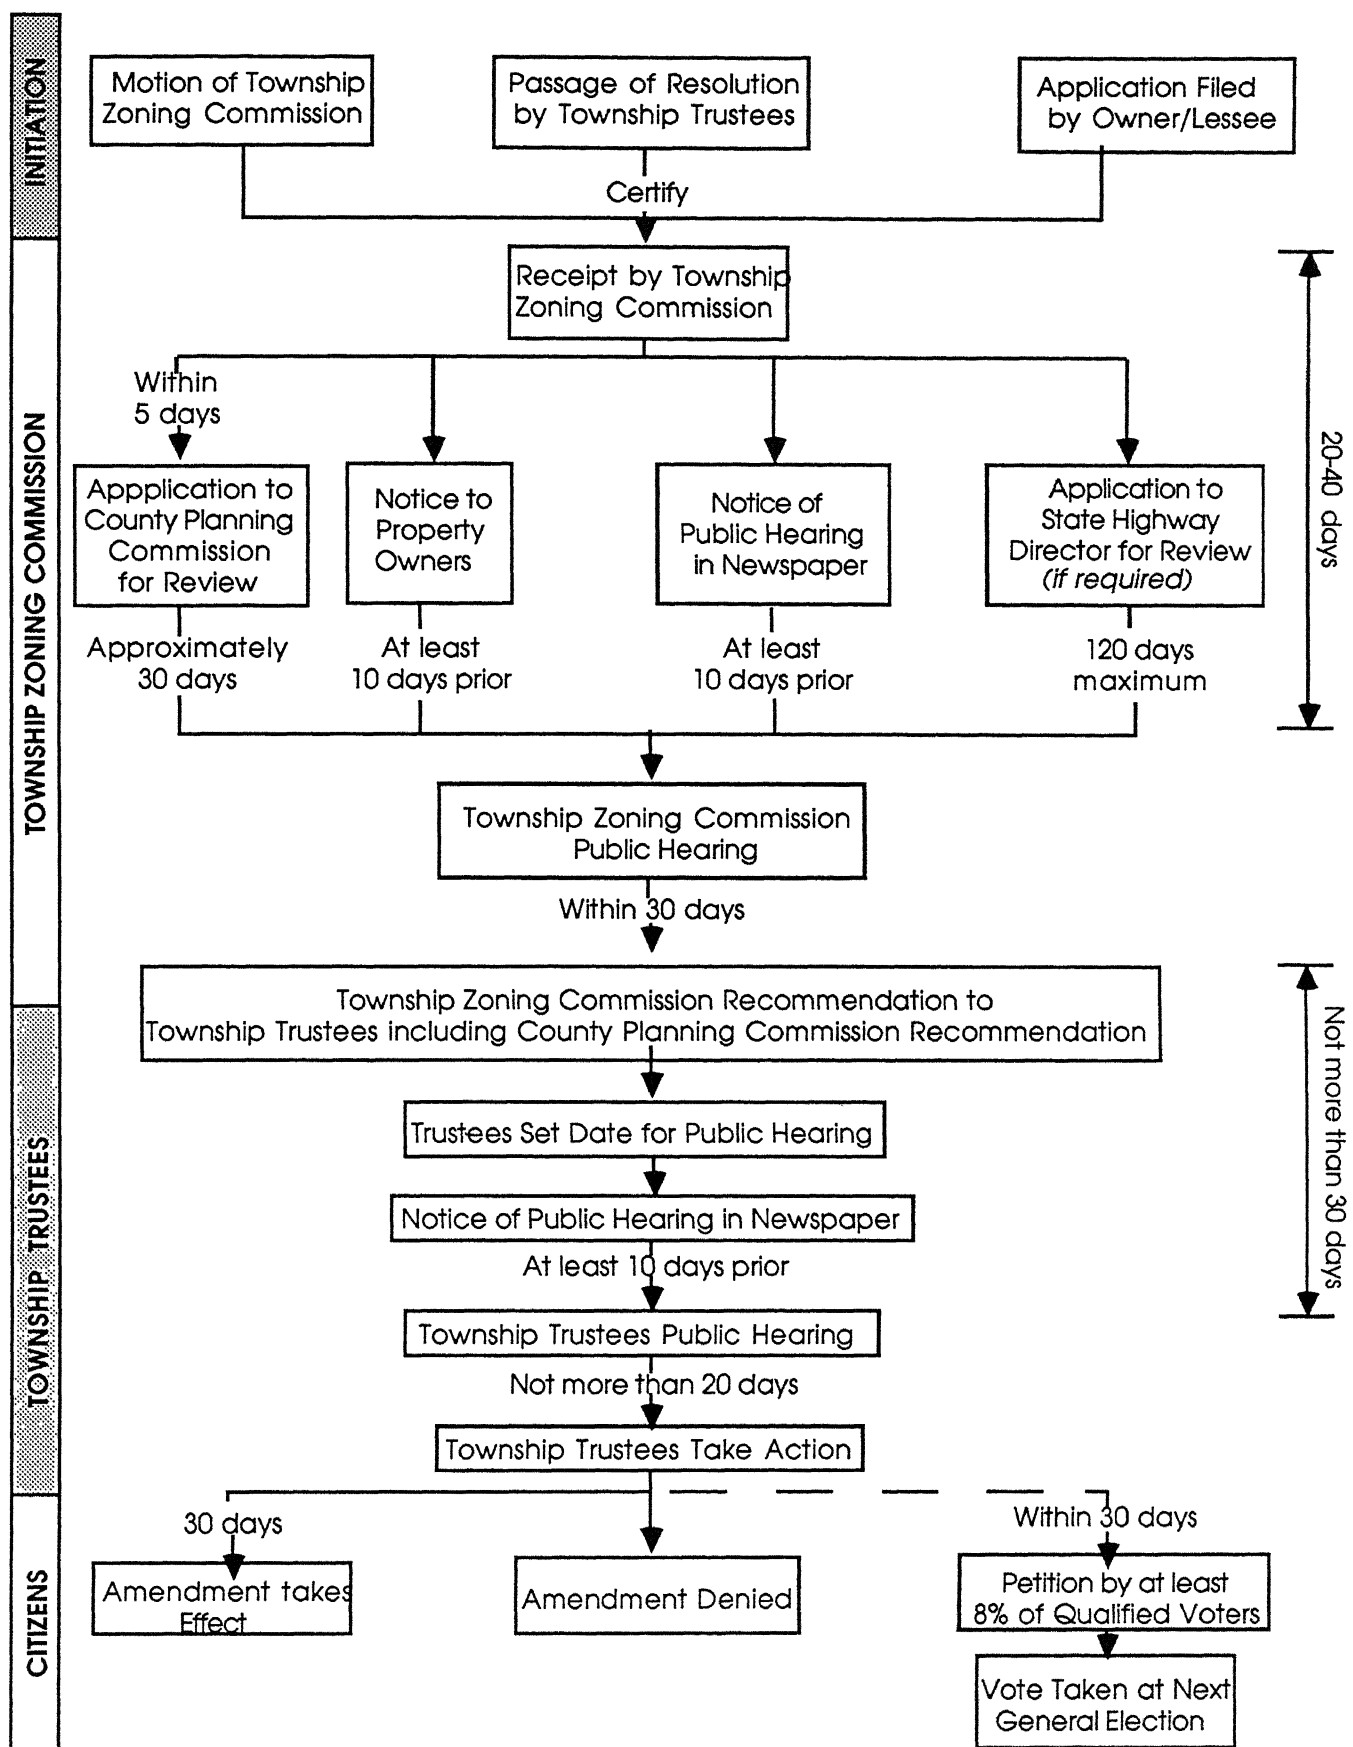 INITIATION
Motion of Township
Zoning Commission
Passage of Resolution
by Township Trustees
Application Filed
by Owner/Lessee
Certify
TOWNSHIP ZONING COMMISSION
Receipt by Township
Zoning Commission
Within
5 days
Appplication to
County Planning
Commission
for Review
Notice to
Property
Owners
Notice of
Public Hearing
in Newspaper
Application to
State Highway
Director for Review
(if required)
20-40 days
Approximately
30 days
At least
10 days prior
At least
10 days prior
120 days
maximum
Township Zoning Commission
Public Hearing
Within 30 days
Township Zoning Commission Recommendation to
Township Trustees including County Planning Commission Recommendation
TOWNSHIP TRUSTEES
Trustees Set Date for Public Hearing
Notice of Public Hearing in Newspaper
At least 10 days prior
Not more than 30 days
Township Trustees Public Hearing
Not more than 20 days
Township Trustees Take Action
CITIZENS
30 days
Amendment takes
Effect
Amendment Denied
Within 30 days
Petition by at least
8% of Qualified Voters
Vote Taken at Next
General Election